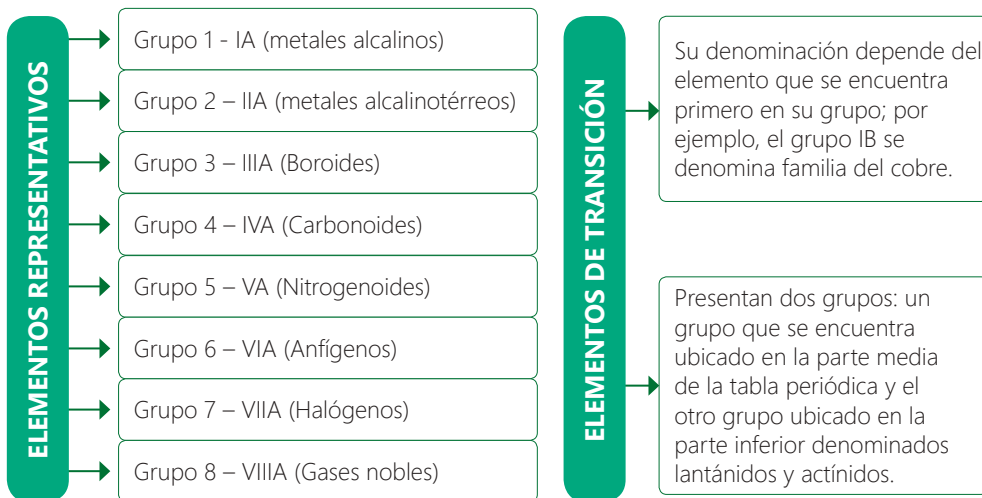 ELEMENTOS REPRESENTATIVOS
Grupo 1 - IA (metales alcalinos)
Grupo 2 – IIA (metales alcalinotérreos)
Grupo 3 – IIIA (Boroides)
Grupo 4 – IVA (Carbonoides)
Grupo 5 – VA (Nitrogenoides)
Grupo 6 – VIA (Anfígenos)
Grupo 7 – VIIA (Halógenos)
Grupo 8 – VIIIA (Gases nobles)
ELEMENTOS DE TRANSICIÓN
Su denominación depende del
elemento que se encuentra
primero en su grupo; por
ejemplo, el grupo IB se
denomina familia del cobre.
Presentan dos grupos: un
grupo que se encuentra
ubicado en la parte media
de la tabla periódica y el
otro grupo ubicado en la
parte inferior denominados
lantánidos y actínidos.